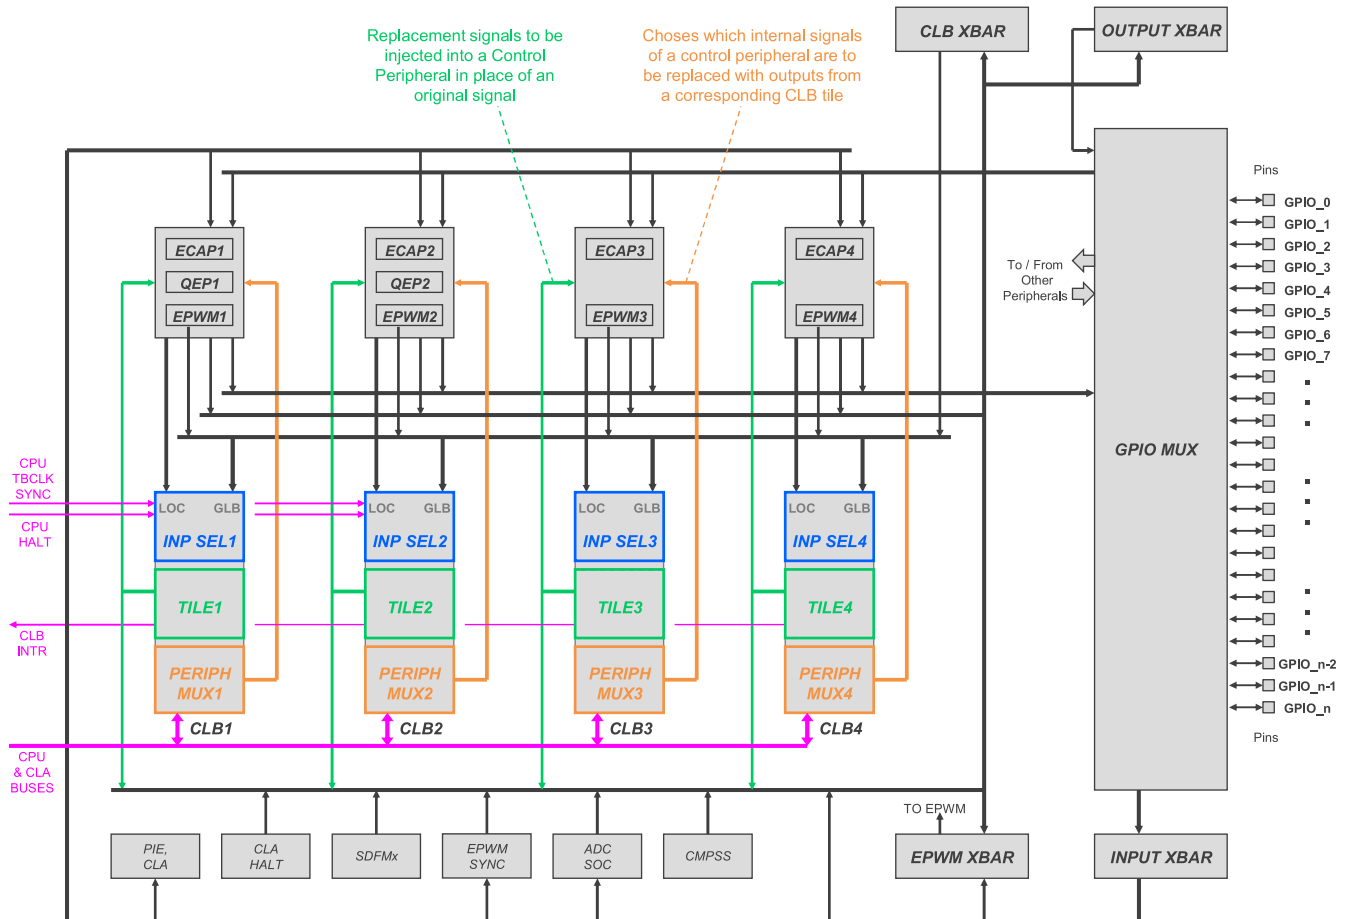 CLB XBAR
OUTPUT XBAR
Replacement signals to be
injected into a Control
Peripheral in place of an
original signal
Choses which internal signals
of a control peripheral are to
be replaced with outputs from
a corresponding CLB tile
Pins
GPIO_0
GPIO_1
GPIO_2
GPIO_3
GPIO_4
GPIO_5
GPIO_6
GPIO_7
ECAP1
QEP1
EPWM1
ECAP2
QEP2
EPWM2
ECAP3
EPWM3
ECAP4
EPWM4
To / From
Other
Peripherals
GPIO MUX
CPU
TBCLK
SYNC
CPU
HALT
LOC GLB
INP SEL1
LOC GLB
INP SEL2
LOC GLB
INP SEL3
LOC GLB
INP SEL4
TILE1
TILE2
TILE3
TILE4
CLB
INTR
PERIPH
MUX1
PERIPH
MUX2
PERIPH
MUX3
PERIPH
MUX4
GPIO_n-2
GPIO_n-1
GPIO_n
Pins
CLB1
CLB2
CLB3
CLB4
CPU
& CLA
BUSES
TO EPWM
PIE,
CLA
CLA
HALT
SDFMx
EPWM
SYNC
ADC
SOC
CMPSS
EPWM XBAR
INPUT XBAR